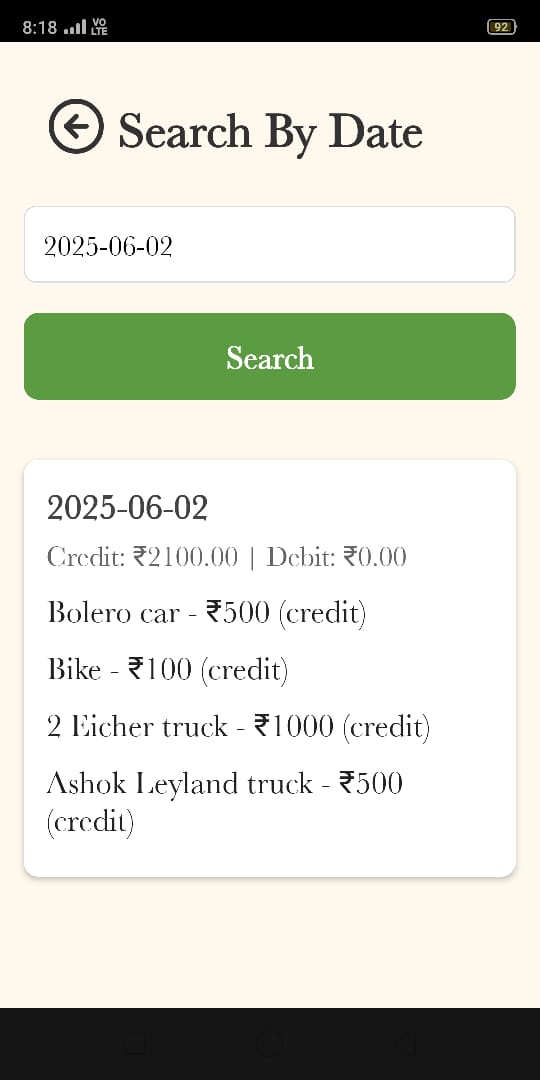 8:18 VO LTE 92
Search By Date
2025-06-02
Search
2025-06-02
Credit: ₹2100.00 | Debit: ₹0.00
Bolero car - ₹500 (credit)
Bike - ₹100 (credit)
2 Eicher truck - ₹1000 (credit)
Ashok Leyland truck - ₹500
(credit)